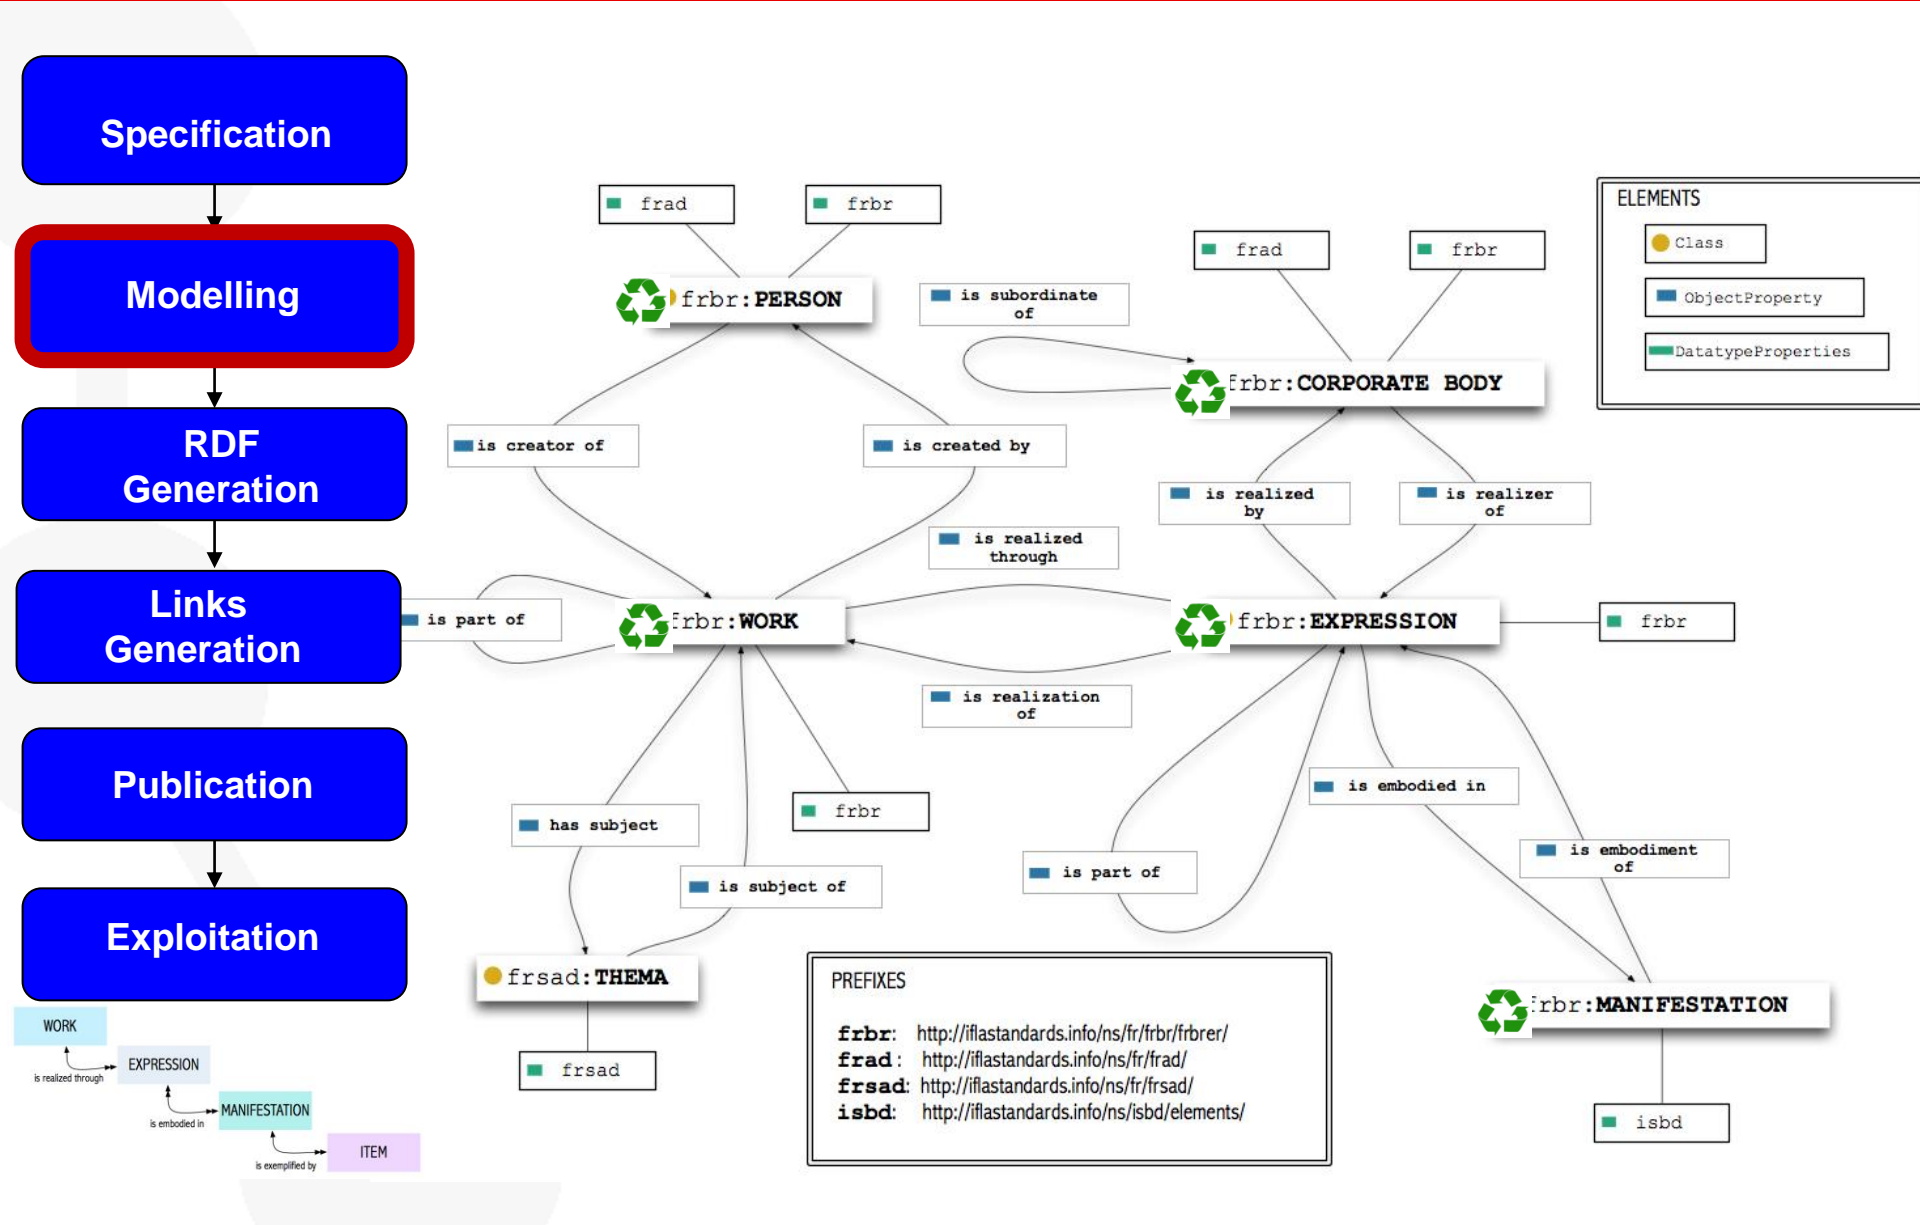 Specification
Modelling
RDF
Generation
Links
Generation
Publication
Exploitation
frad
frbr
frbr:PERSON
is subordinate
of
frad
frbr
frbr:CORPORATE BODY
ELEMENTS
Class
ObjectProperty
DatatypeProperties
is creator of
is created by
is realized
by
is realizer
of
is realized
through
is part of
frbr:WORK
frbr:EXPRESSION
frbr
is realization
of
has subject
frbr
is subject of
is part of
is embodied in
is embodiment
of
frsad:THEMA
frsad
frbr:MANIFESTATION
isbd
PREFIXES
frbr: http://iflastandards.info/ns/fr/frbr/frbrer/
frad : http://iflastandards.info/ns/fr/frad/
frsad: http://iflastandards.info/ns/fr/frsad/
isbd: http://iflastandards.info/ns/isbd/elements/
WORK
is realized through
EXPRESSION
is embodied in
MANIFESTATION
is exemplified by
ITEM